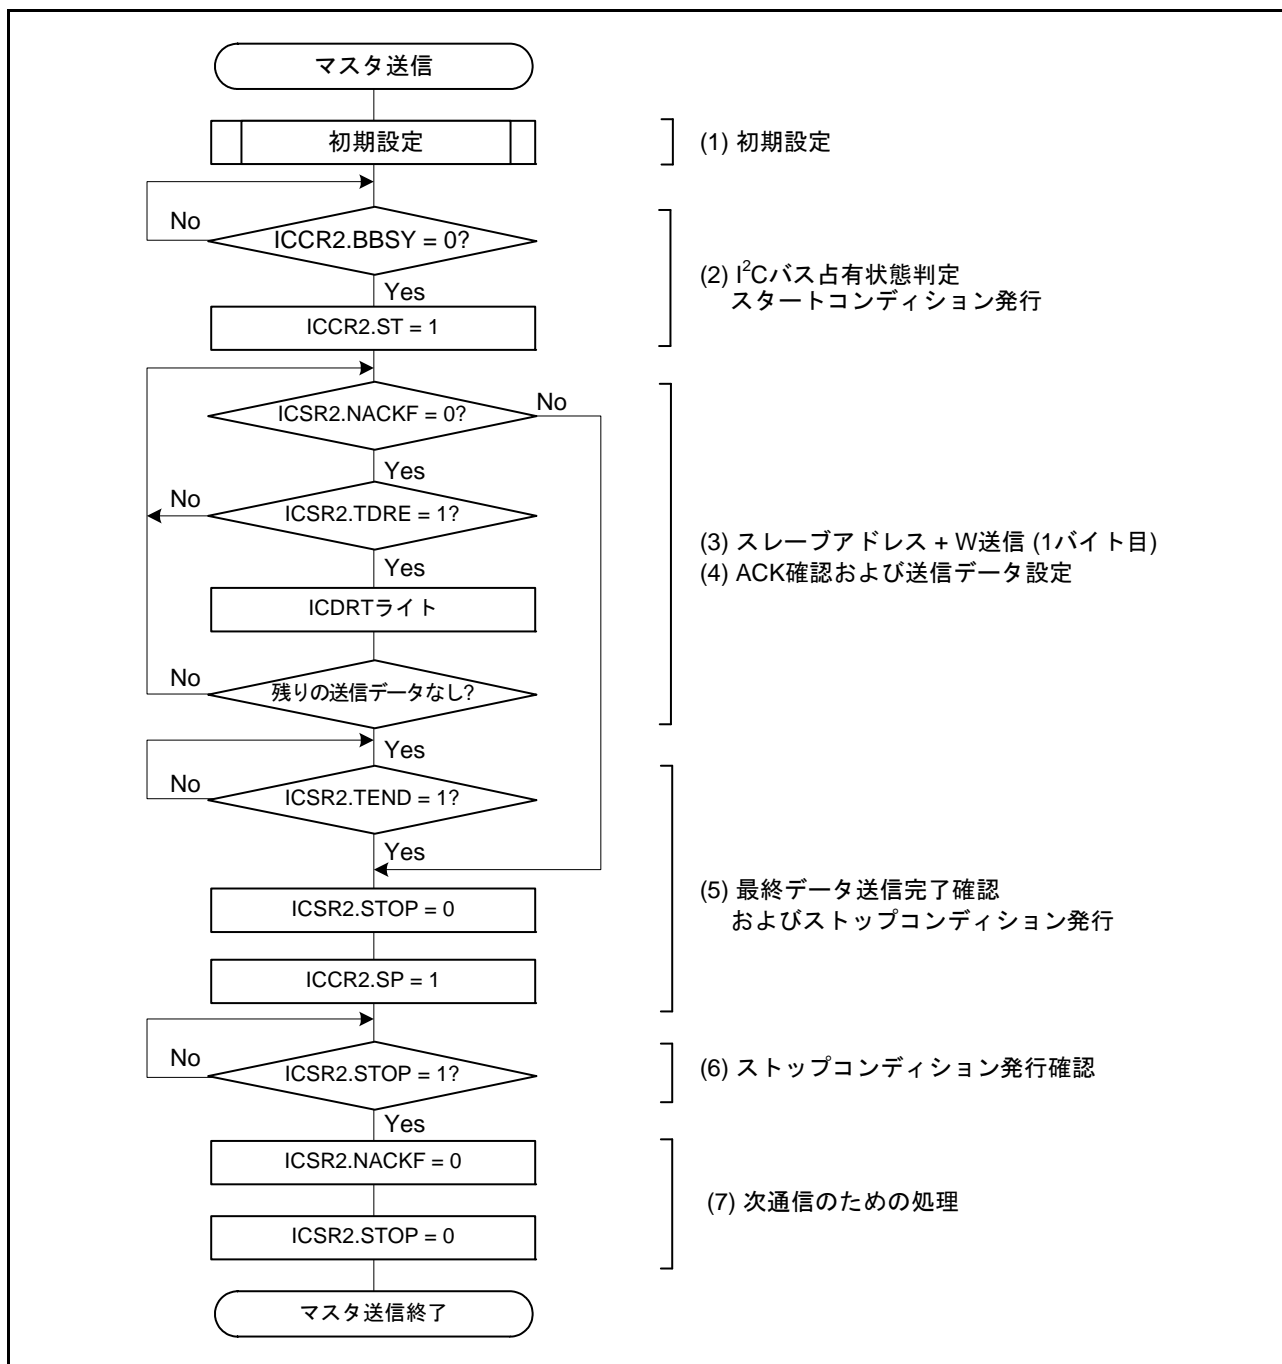 マスタ送信
初期設定
(1) 初期設定
No
ICCR2.BBSY = 0?
Yes
(2) I²Cバス占有状態判定
スタートコンディション発行
ICCR2.ST = 1
ICSR2.NACKF = 0?
No
Yes
No
ICSR2.TDRE = 1?
Yes
(3) スレーブアドレス + W送信 (1バイト目)
(4) ACK確認および送信データ設定
ICDRTライト
No
残りの送信データなし?
Yes
No
ICSR2.TEND = 1?
Yes
(5) 最終データ送信完了確認
およびストップコンディション発行
ICSR2.STOP = 0
ICCR2.SP = 1
No
ICSR2.STOP = 1?
(6) ストップコンディション発行確認
Yes
ICSR2.NACKF = 0
(7) 次通信のための処理
ICSR2.STOP = 0
マスタ送信終了